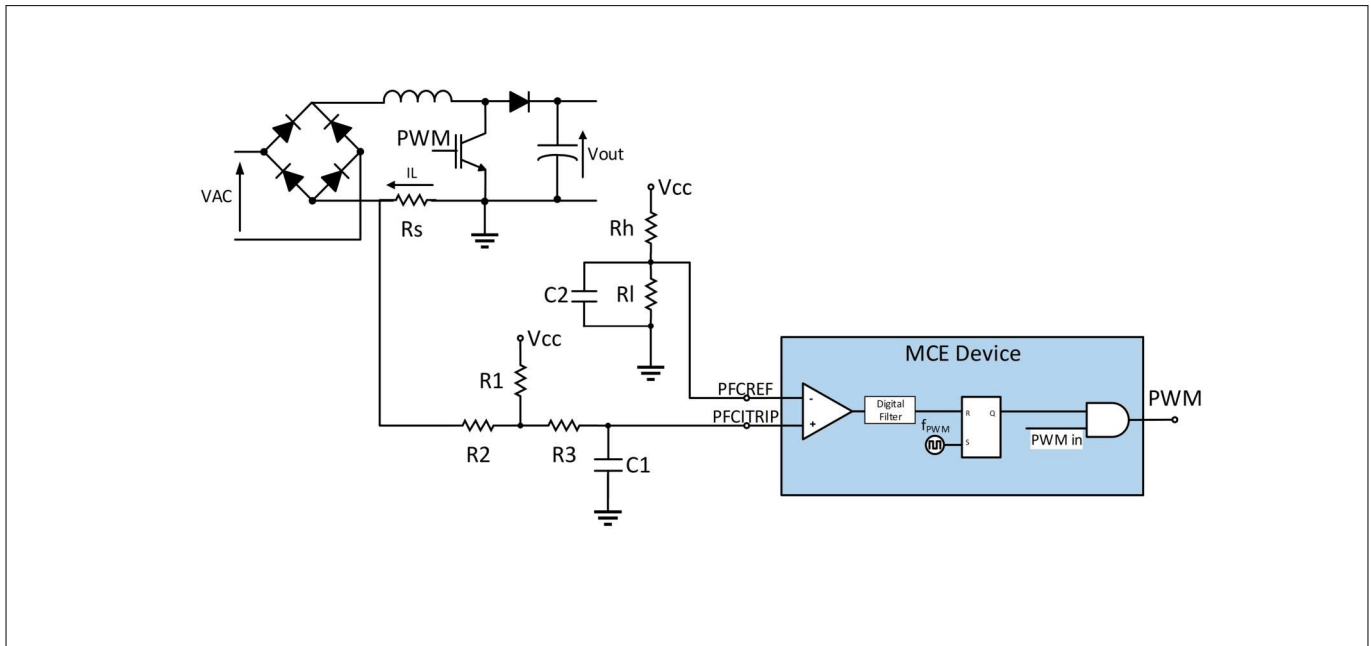 PWM
Vout
IL
VAC
Rs
Vcc
Rh
C2
Rl
Vcc
MCE Device
R1
PFCREF
PWM
-
Digital
Filter
R
Q
PFCITRIP
+
fPWM
S
PWM in
R2
R3
C1